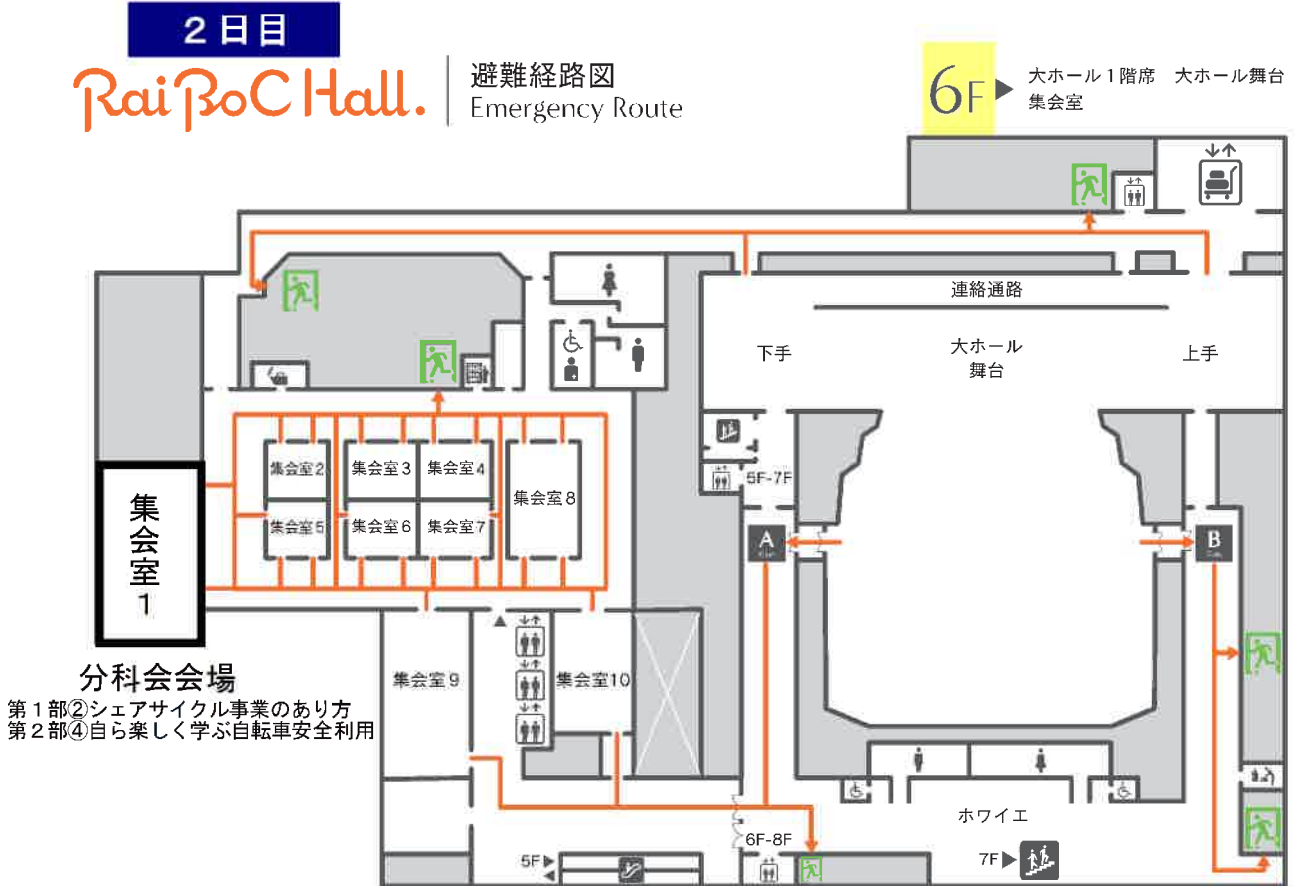 2日目
RaiBoC Hall.
避難経路図
Emergency Route
6F
大ホール1階席 大ホール舞台
集会室
連絡通路
下手
大ホール
舞台
上手
集会室2
集会室3
集会室4
集会室8
5F-7F
集会室5
集会室6
集会室7
集会室1
A
B
集会室9
集会室10
分科会会場
第1部②シェアサイクル事業のあり方
第2部④自ら楽しく学ぶ自転車安全利用
ホワイエ
6F-8F
5F
7F